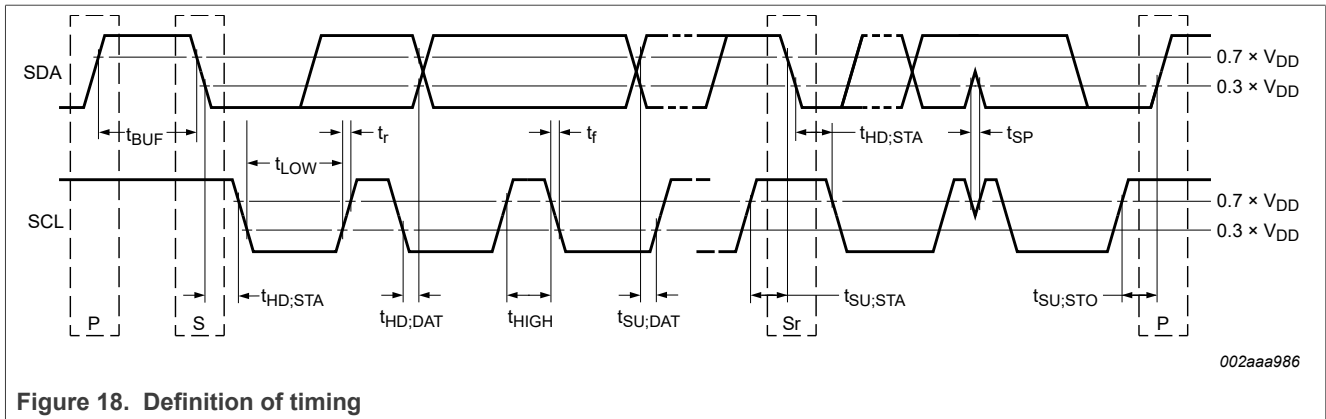 SDA
0.7 × VDD
0.3 × VDD
tBUF
tr
tf
tHD;STA
tSP
tLOW
SCL
0.7 × VDD
0.3 × VDD
tHD;STA
tHD;DAT
tHIGH
tSU;DAT
tSU;STA
tSU;STO
P
S
Sr
P
002aaa986
Figure 18. Definition of timing